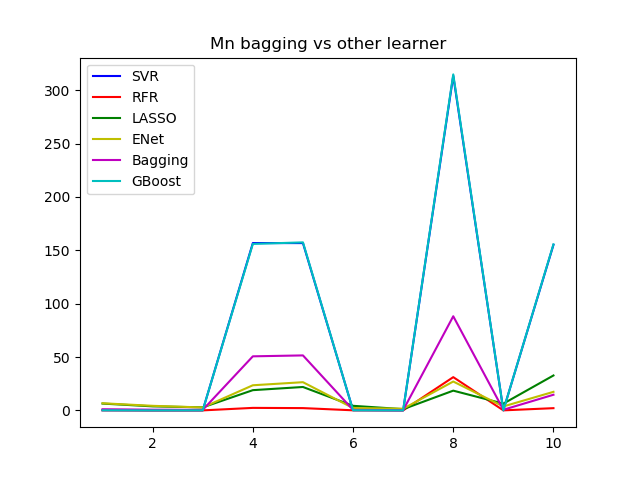 Mn bagging vs other learner
SVR
RFR
LASSO
ENet
Bagging
GBoost
300
250
200
150
100
50
0
2 4 6 8 10